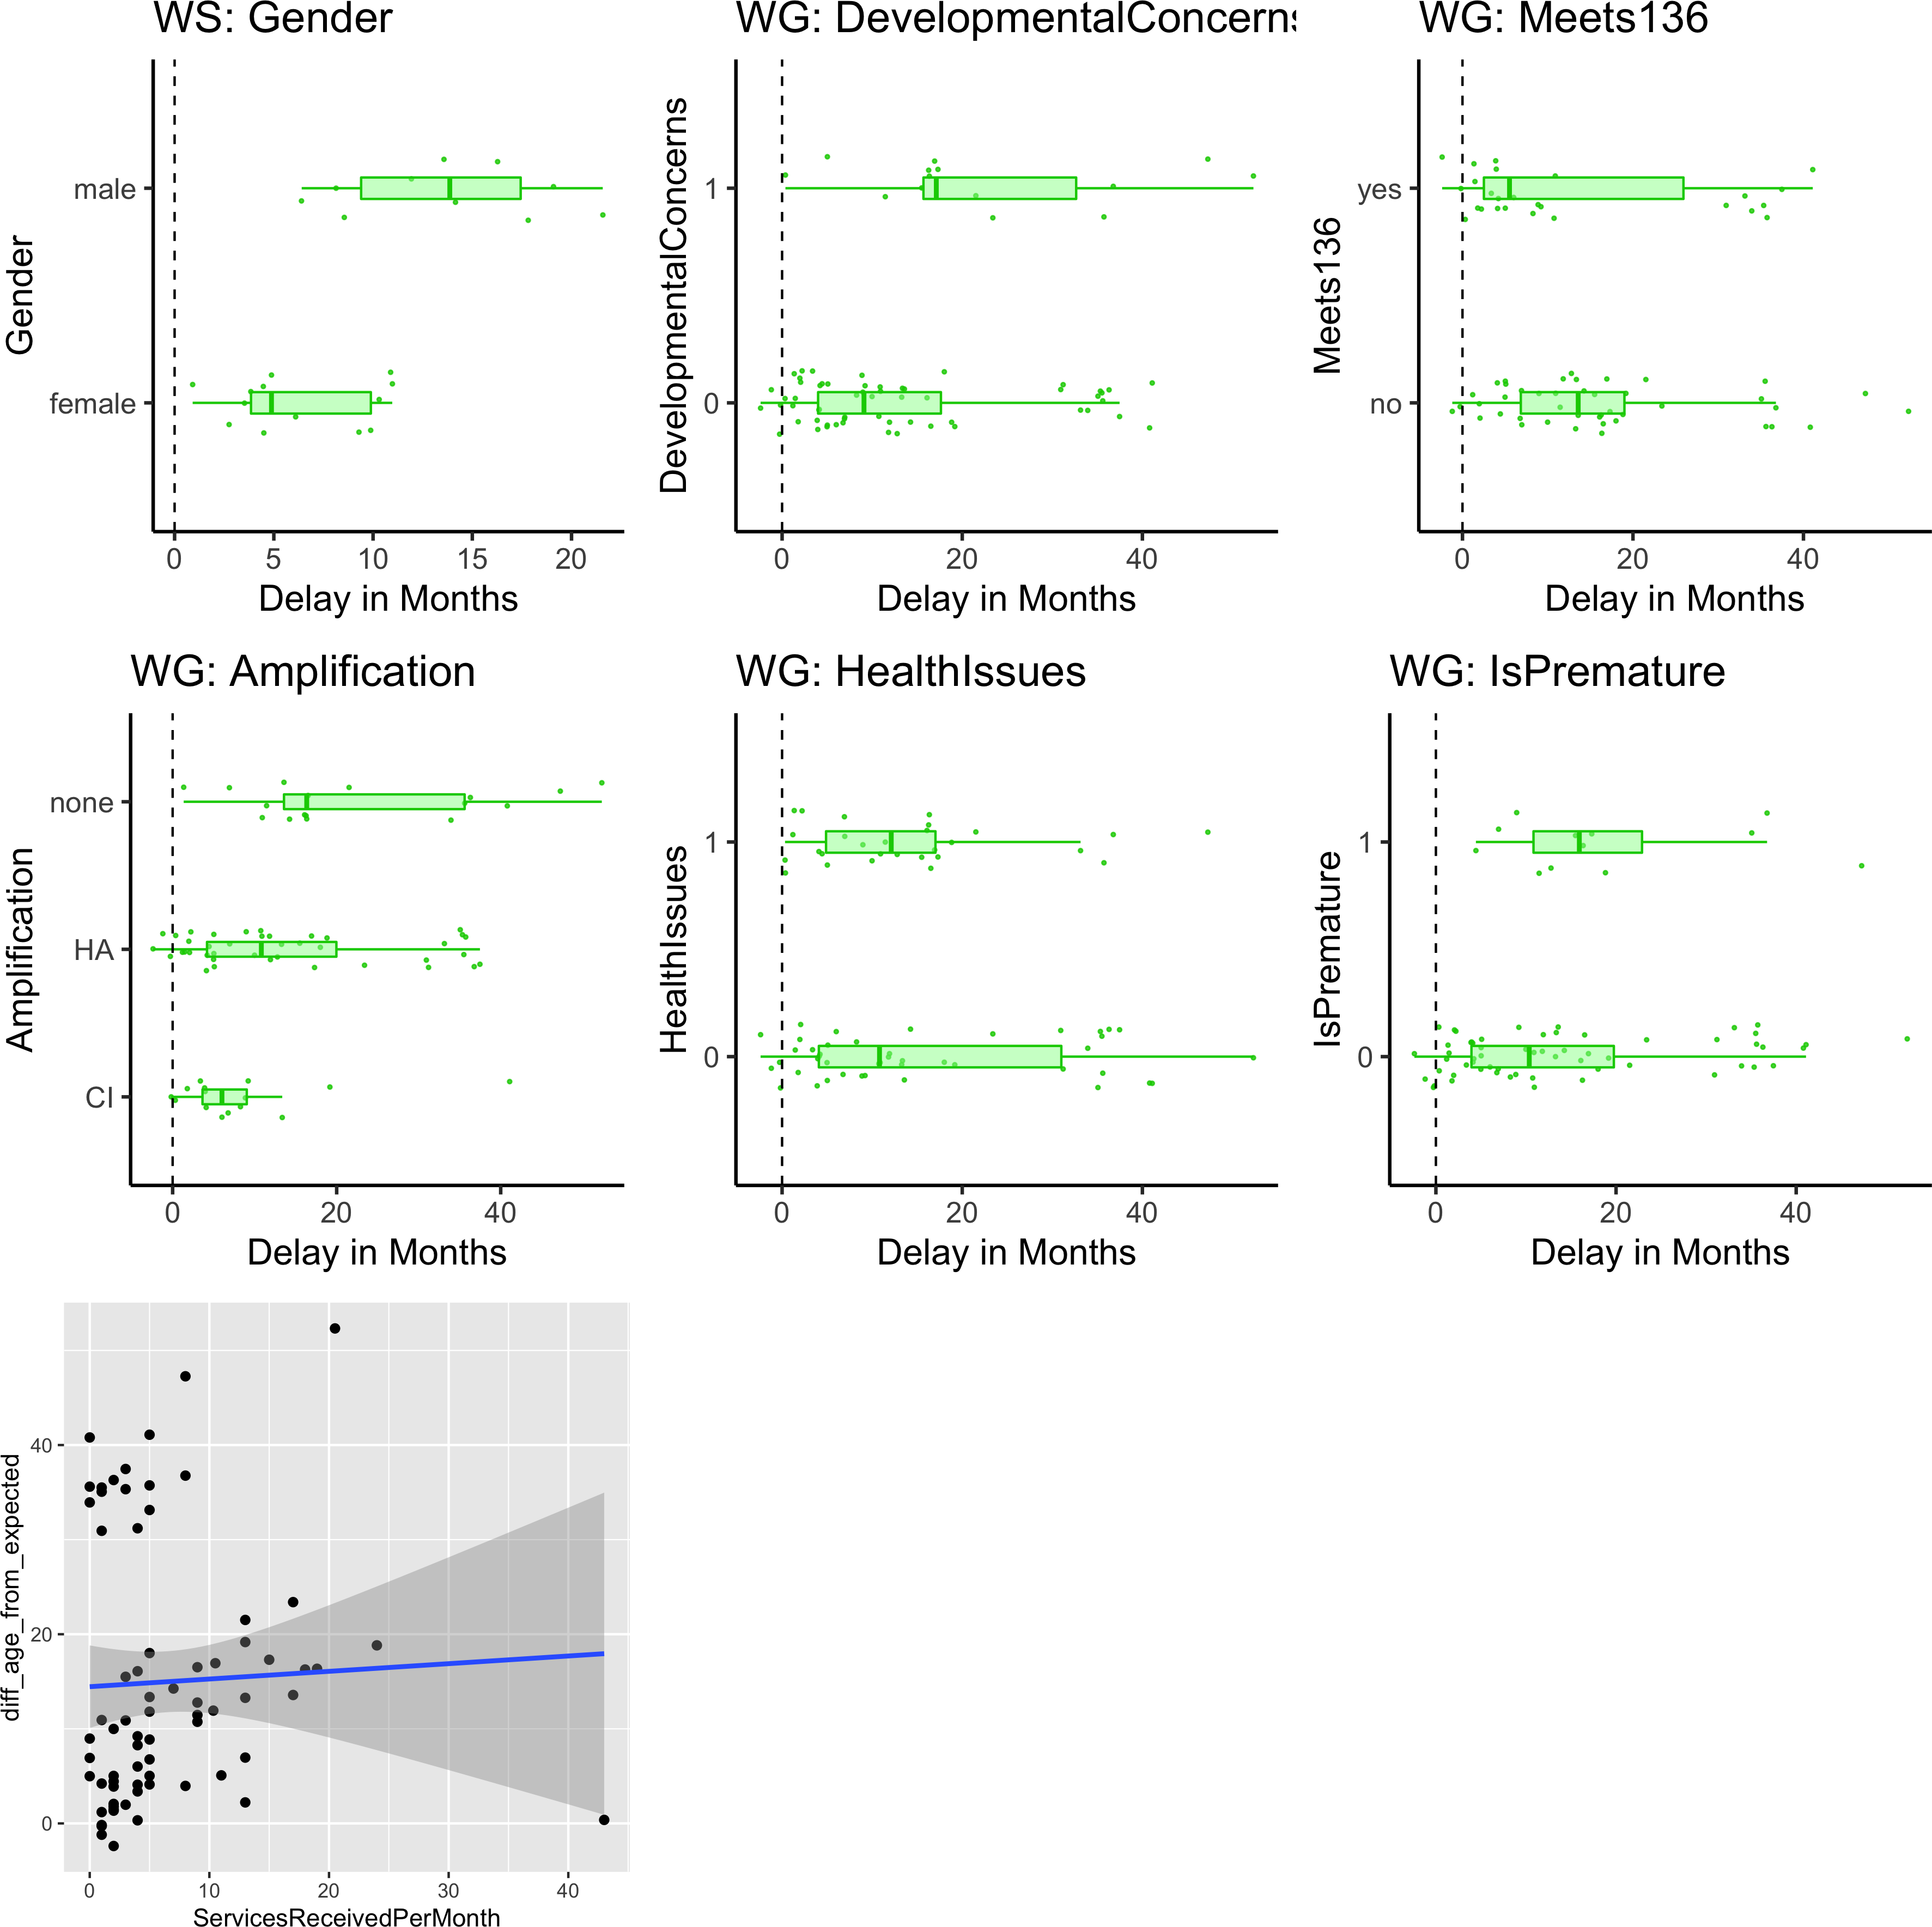 WS: Gender
Gender
male
female
0 5 10 15 20
Delay in Months
WG: DevelopmentalConcerns
DevelopmentalConcerns
1
0
0 20 40
Delay in Months
WG: Meets136
Meets136
yes
no
0 20 40
Delay in Months
WG: Amplification
Amplification
none
HA
CI
0 20 40
Delay in Months
WG: HealthIssues
HealthIssues
1
0
0 20 40
Delay in Months
WG: IsPremature
IsPremature
1
0
0 20 40
Delay in Months
diff_age_from_expected
40
20
0
0 10 20 30 40
ServicesReceivedPerMonth